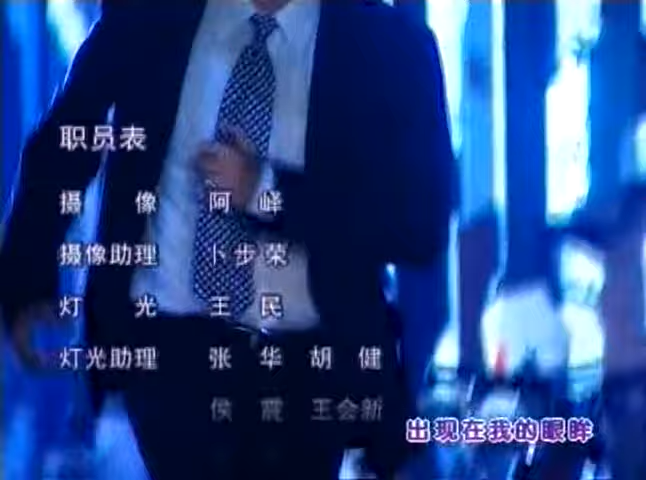 职员表
摄 像 阿 峰
摄像助理 卜步荣
灯 光 王 民
灯光助理 张 华 胡 健
侯 震 王会新
出现在我的眼眸